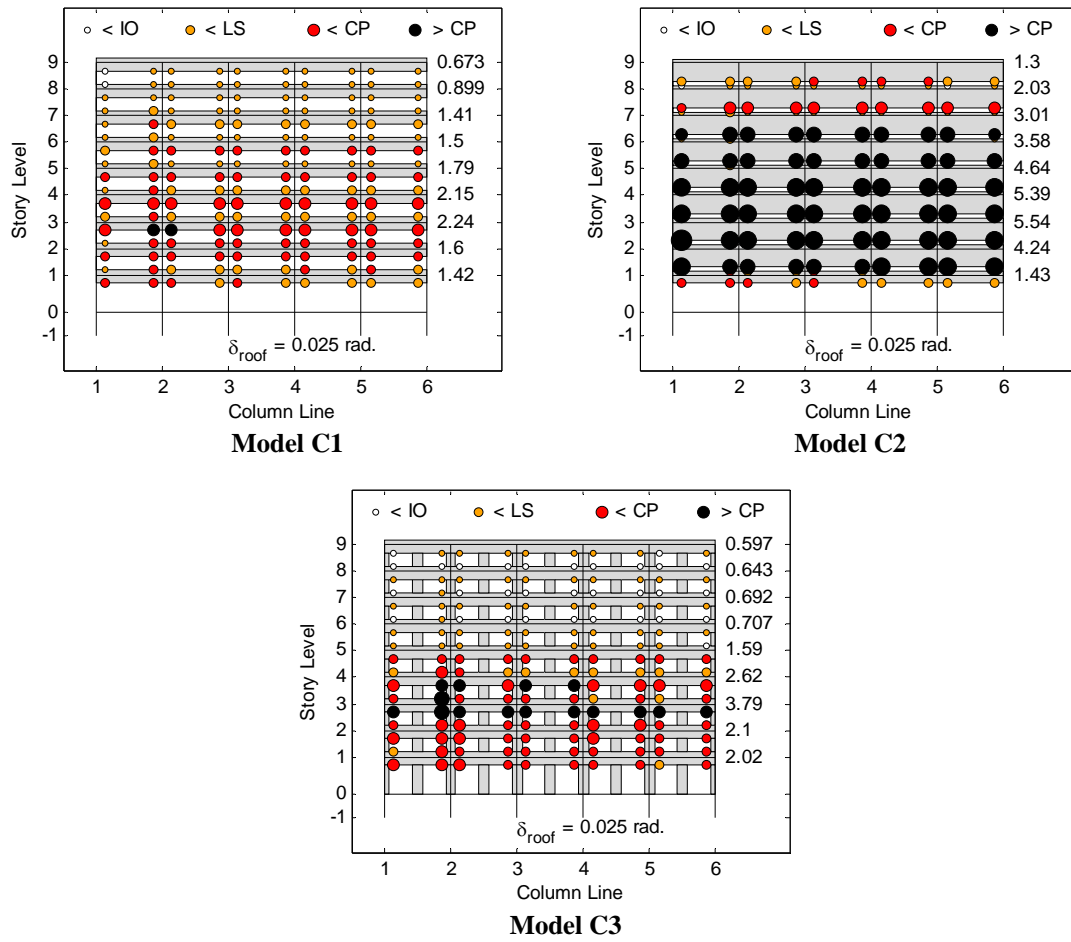 < IO < LS < CP > CP
9 0.673
8 0.899
7 1.41
6 1.5
5 1.79
4 2.15
3 2.24
2 1.6
1 1.42
0
-1
Story Level
δroof = 0.025 rad.
1 2 3 4 5 6
Column Line
Model C1
< IO < LS < CP > CP
9 1.3
8 2.03
7 3.01
6 3.58
5 4.64
4 5.39
3 5.54
2 4.24
1 1.43
0
-1
Story Level
δroof = 0.025 rad.
1 2 3 4 5 6
Column Line
Model C2
< IO < LS < CP > CP
9 0.597
8 0.643
7 0.692
6 0.707
5 1.59
4 2.62
3 3.79
2 2.1
1 2.02
0
-1
Story Level
δroof = 0.025 rad.
1 2 3 4 5 6
Column Line
Model C3